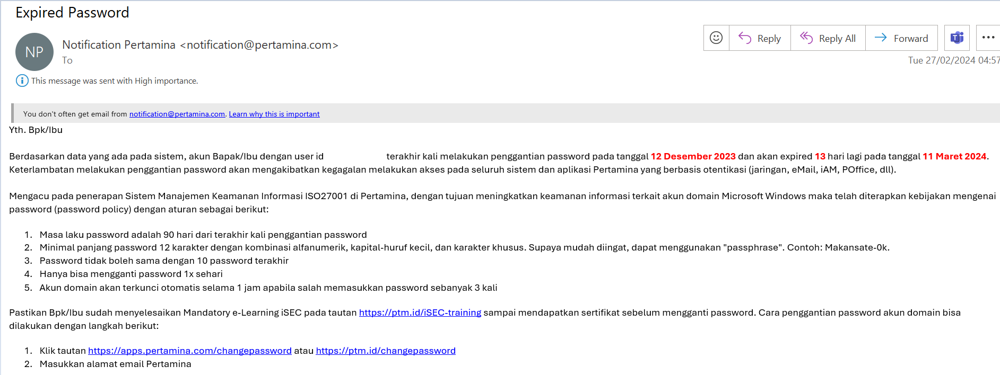 Expired Password
NP
Notification Pertamina <notification@pertamina.com>
Reply
Reply All
Forward
To
Tue 27/02/2024 04:57
This message was sent with High importance.
You don't often get email from notification@pertamina.com. Learn why this is important
Yth. Bpk/Ibu
Berdasarkan data yang ada pada sistem, akun Bapak/Ibu dengan user id terakhir kali melakukan penggantian password pada tanggal 12 Desember 2023 dan akan expired 13 hari lagi pada tanggal 11 Maret 2024.
Keterlambatan melakukan penggantian password akan mengakibatkan kegagalan melakukan akses pada seluruh sistem dan aplikasi Pertamina yang berbasis otentikasi (jaringan, eMail, iAM, POffice, dll).
Mengacu pada penerapan Sistem Manajemen Keamanan Informasi ISO27001 di Pertamina, dengan tujuan meningkatkan keamanan informasi terkait akun domain Microsoft Windows maka telah diterapkan kebijakan mengenai
password (password policy) dengan aturan sebagai berikut:
1. Masa laku password adalah 90 hari dari terakhir kali penggantian password
2. Minimal panjang password 12 karakter dengan kombinasi alfanumerik, kapital-huruf kecil, dan karakter khusus. Supaya mudah diingat, dapat menggunakan "passphrase". Contoh: Makansate-0k.
3. Password tidak boleh sama dengan 10 password terakhir
4. Hanya bisa mengganti password 1x sehari
5. Akun domain akan terkunci otomatis selama 1 jam apabila salah memasukkan password sebanyak 3 kali
Pastikan Bpk/Ibu sudah menyelesaikan Mandatory e-Learning iSEC pada tautan https://ptm.id/iSEC-training sampai mendapatkan sertifikat sebelum mengganti password. Cara penggantian password akun domain bisa
dilakukan dengan langkah berikut:
1. Klik tautan https://apps.pertamina.com/changepassword atau https://ptm.id/changepassword
2. Masukkan alamat email Pertamina